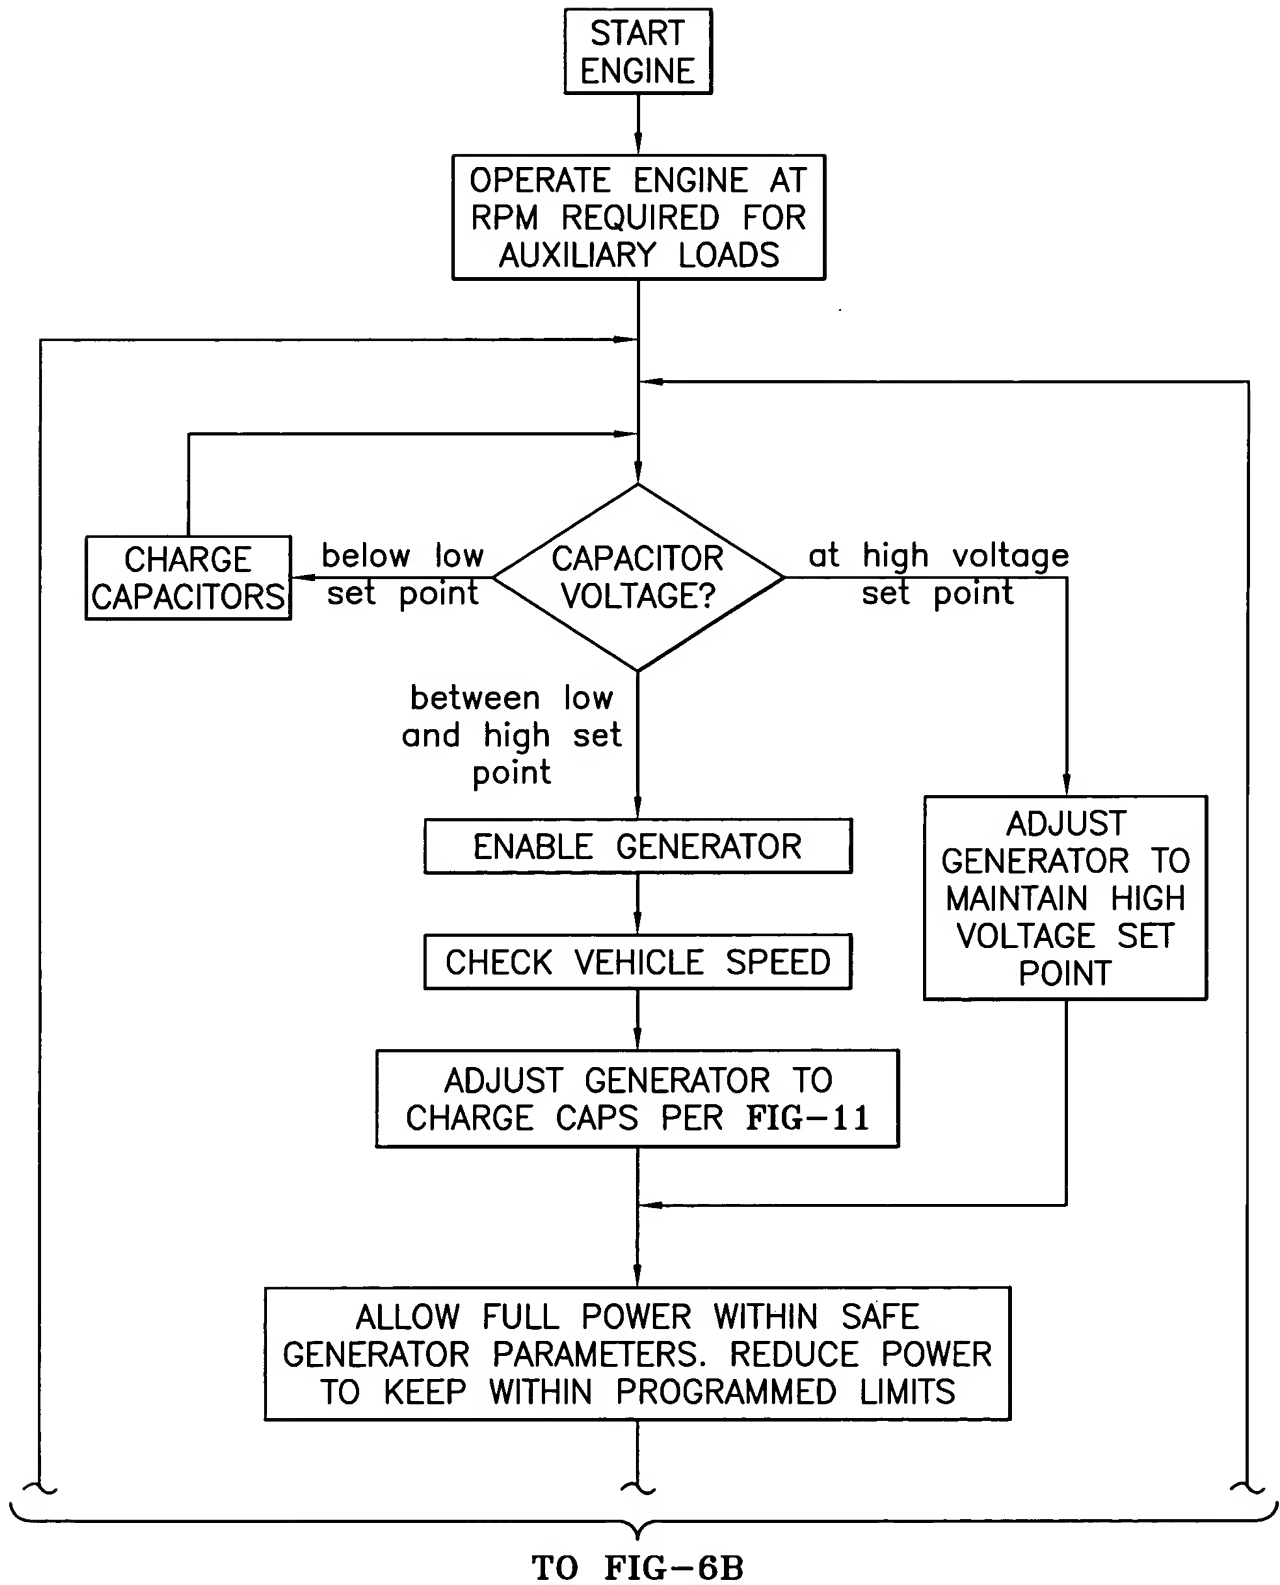 START
ENGINE
OPERATE ENGINE AT
RPM REQUIRED FOR
AUXILIARY LOADS
CHARGE
CAPACITORS
below low
set point
CAPACITOR
VOLTAGE?
at high voltage
set point
between low
and high set
point
ENABLE GENERATOR
CHECK VEHICLE SPEED
ADJUST GENERATOR TO
CHARGE CAPS PER FIG-11
ADJUST
GENERATOR TO
MAINTAIN HIGH
VOLTAGE SET
POINT
ALLOW FULL POWER WITHIN SAFE
GENERATOR PARAMETERS. REDUCE POWER
TO KEEP WITHIN PROGRAMMED LIMITS
TO FIG-6B